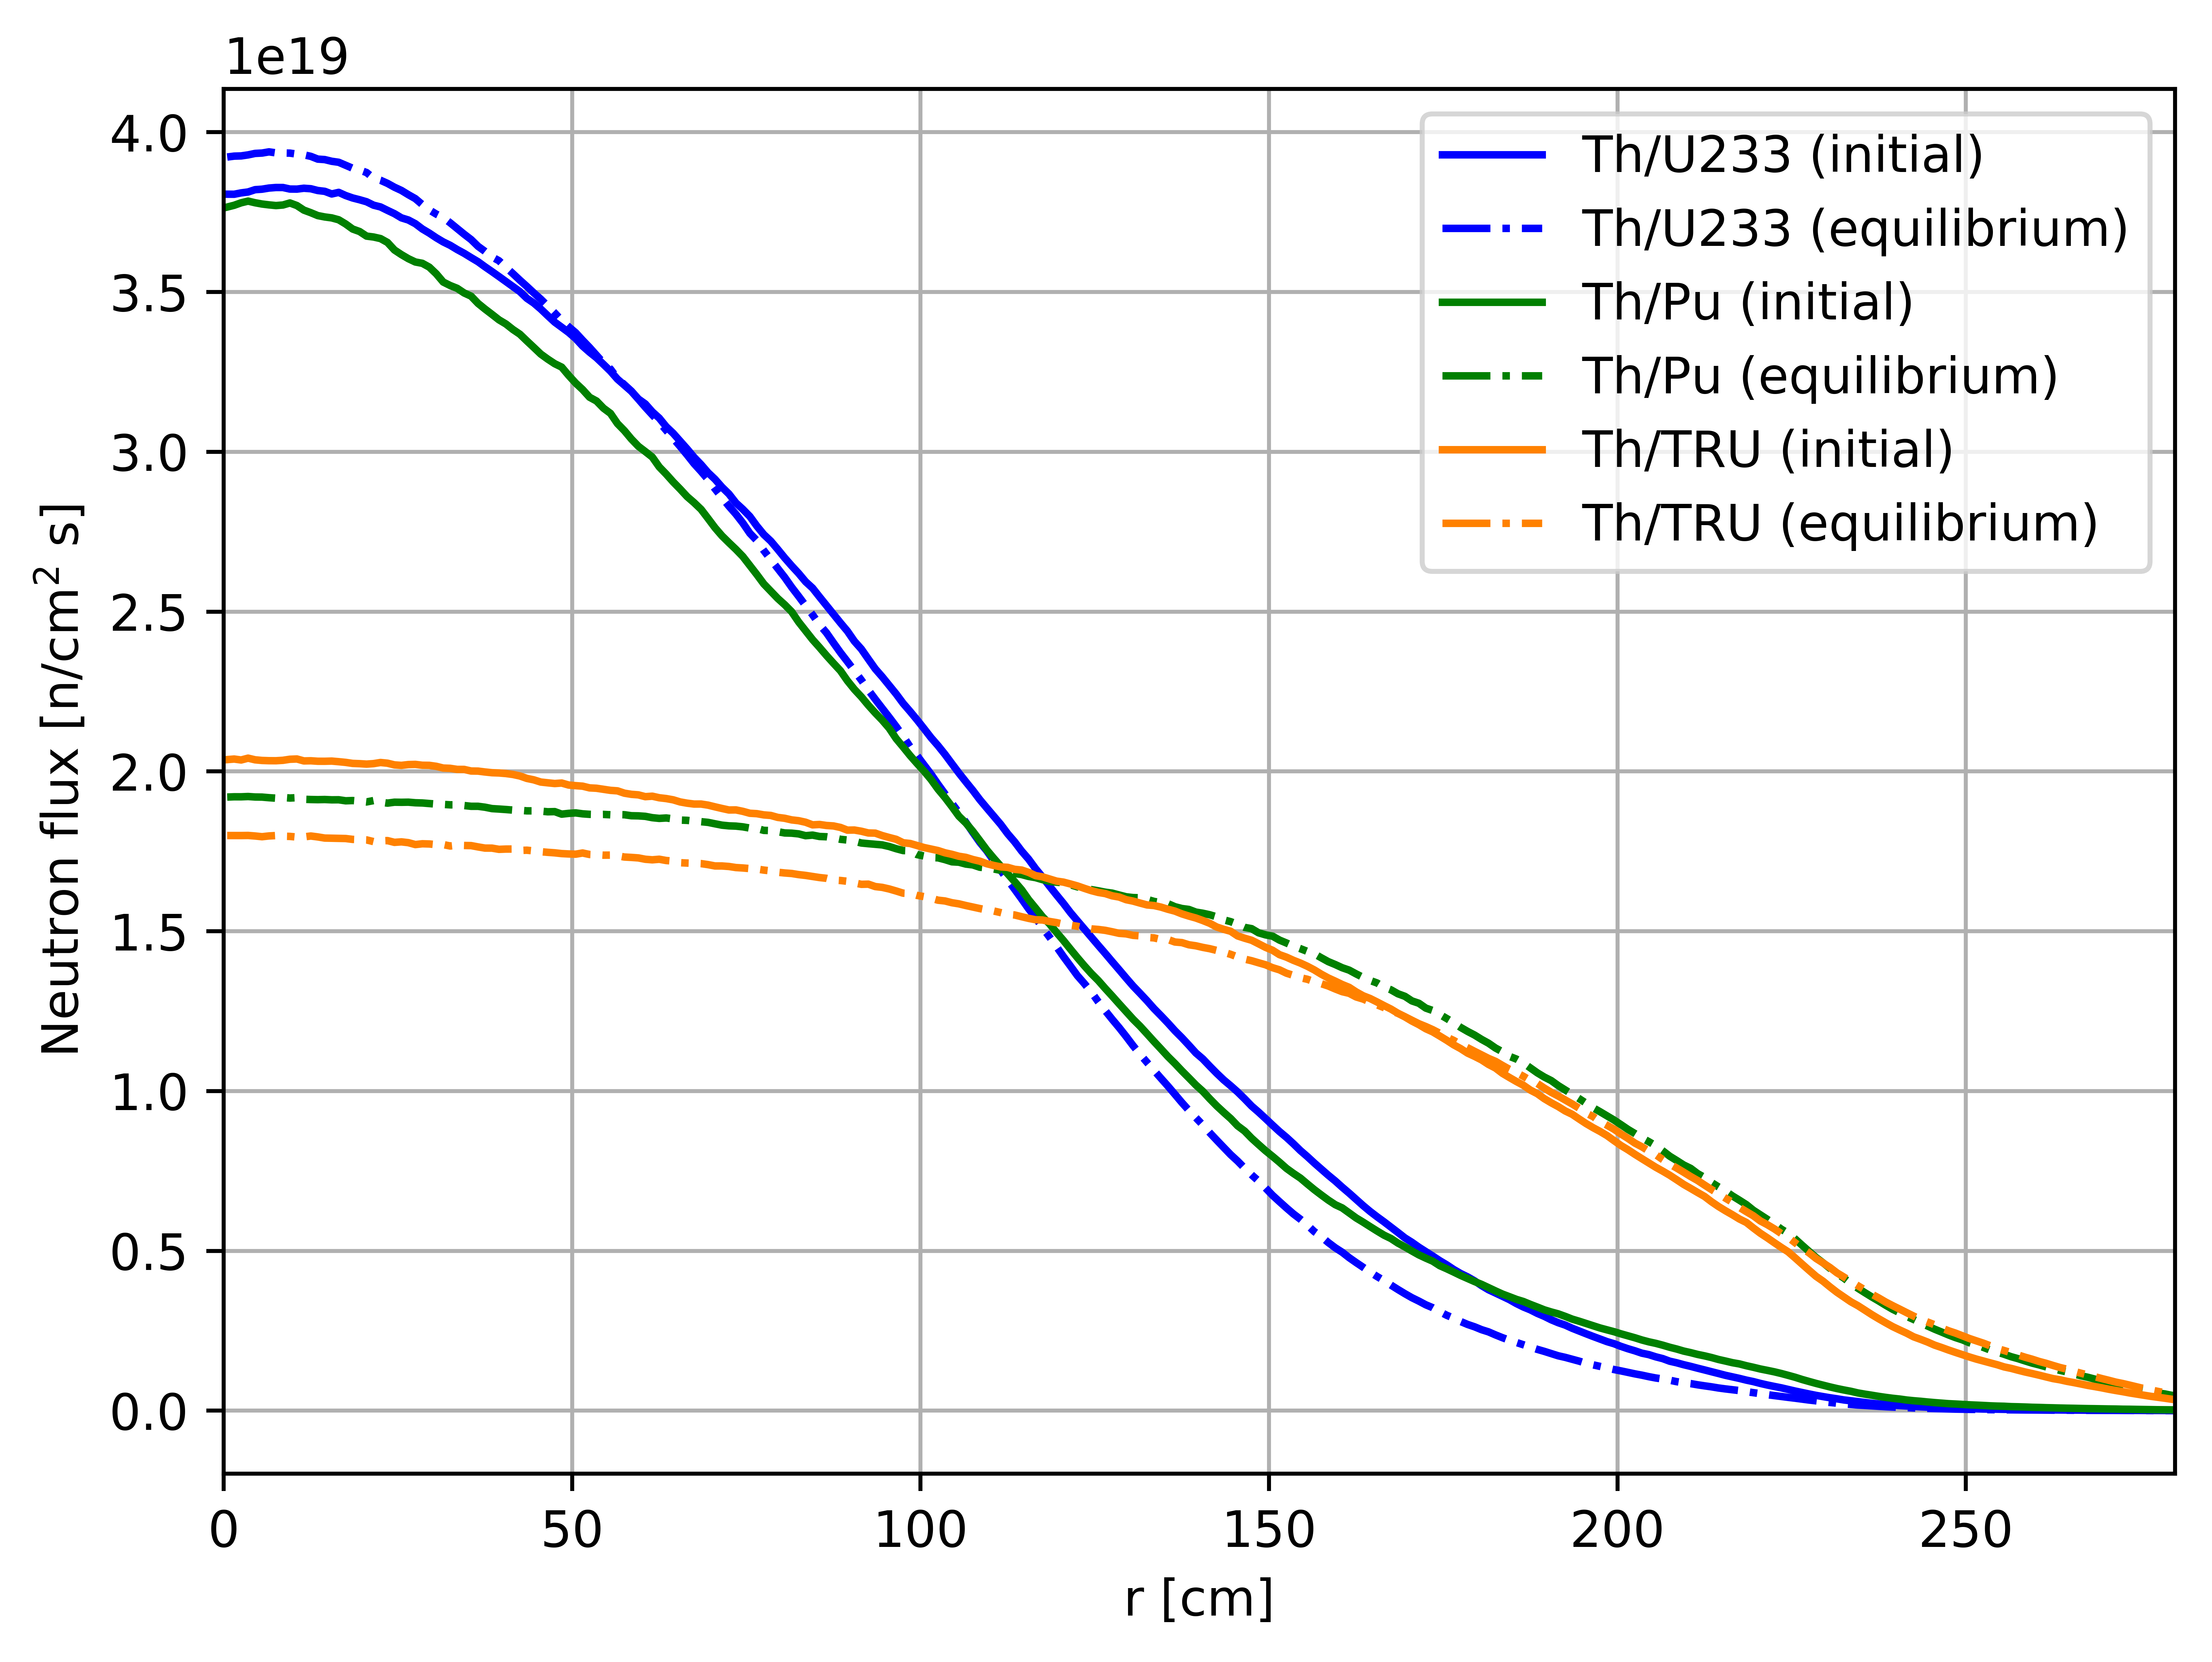 1e19
4.0
3.5
3.0
2.5
2.0
1.5
1.0
0.5
0.0
Neutron flux [n/cm² s]
0 50 100 150 200 250
r [cm]
Th/U233 (initial)
Th/U233 (equilibrium)
Th/Pu (initial)
Th/Pu (equilibrium)
Th/TRU (initial)
Th/TRU (equilibrium)